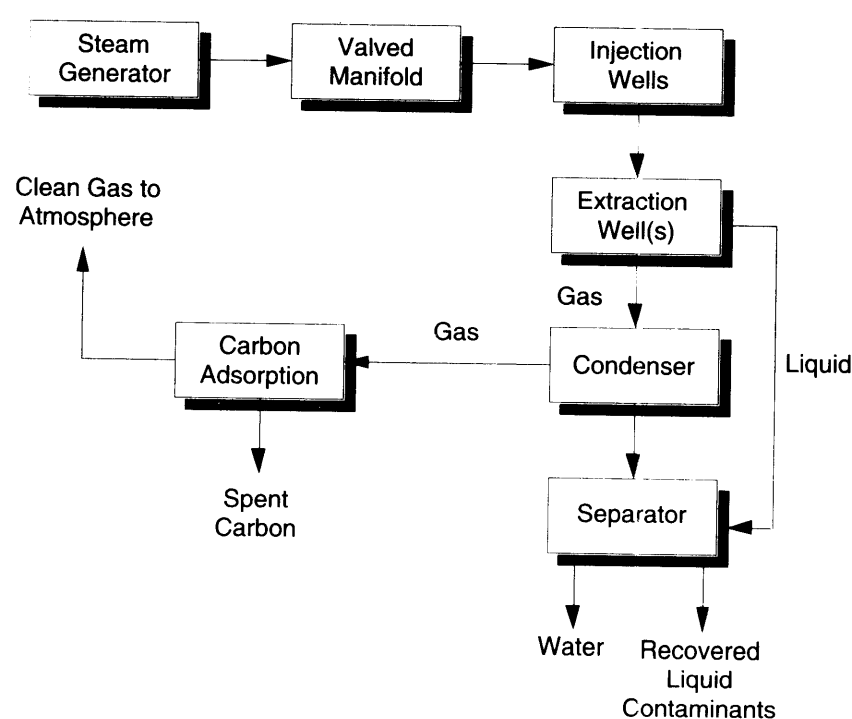 Steam
Generator
Valved
Manifold
Injection
Wells
Clean Gas to
Atmosphere
Extraction
Well(s)
Gas
Gas
Carbon
Adsorption
Condenser
Liquid
Spent
Carbon
Separator
Water
Recovered
Liquid
Contaminants